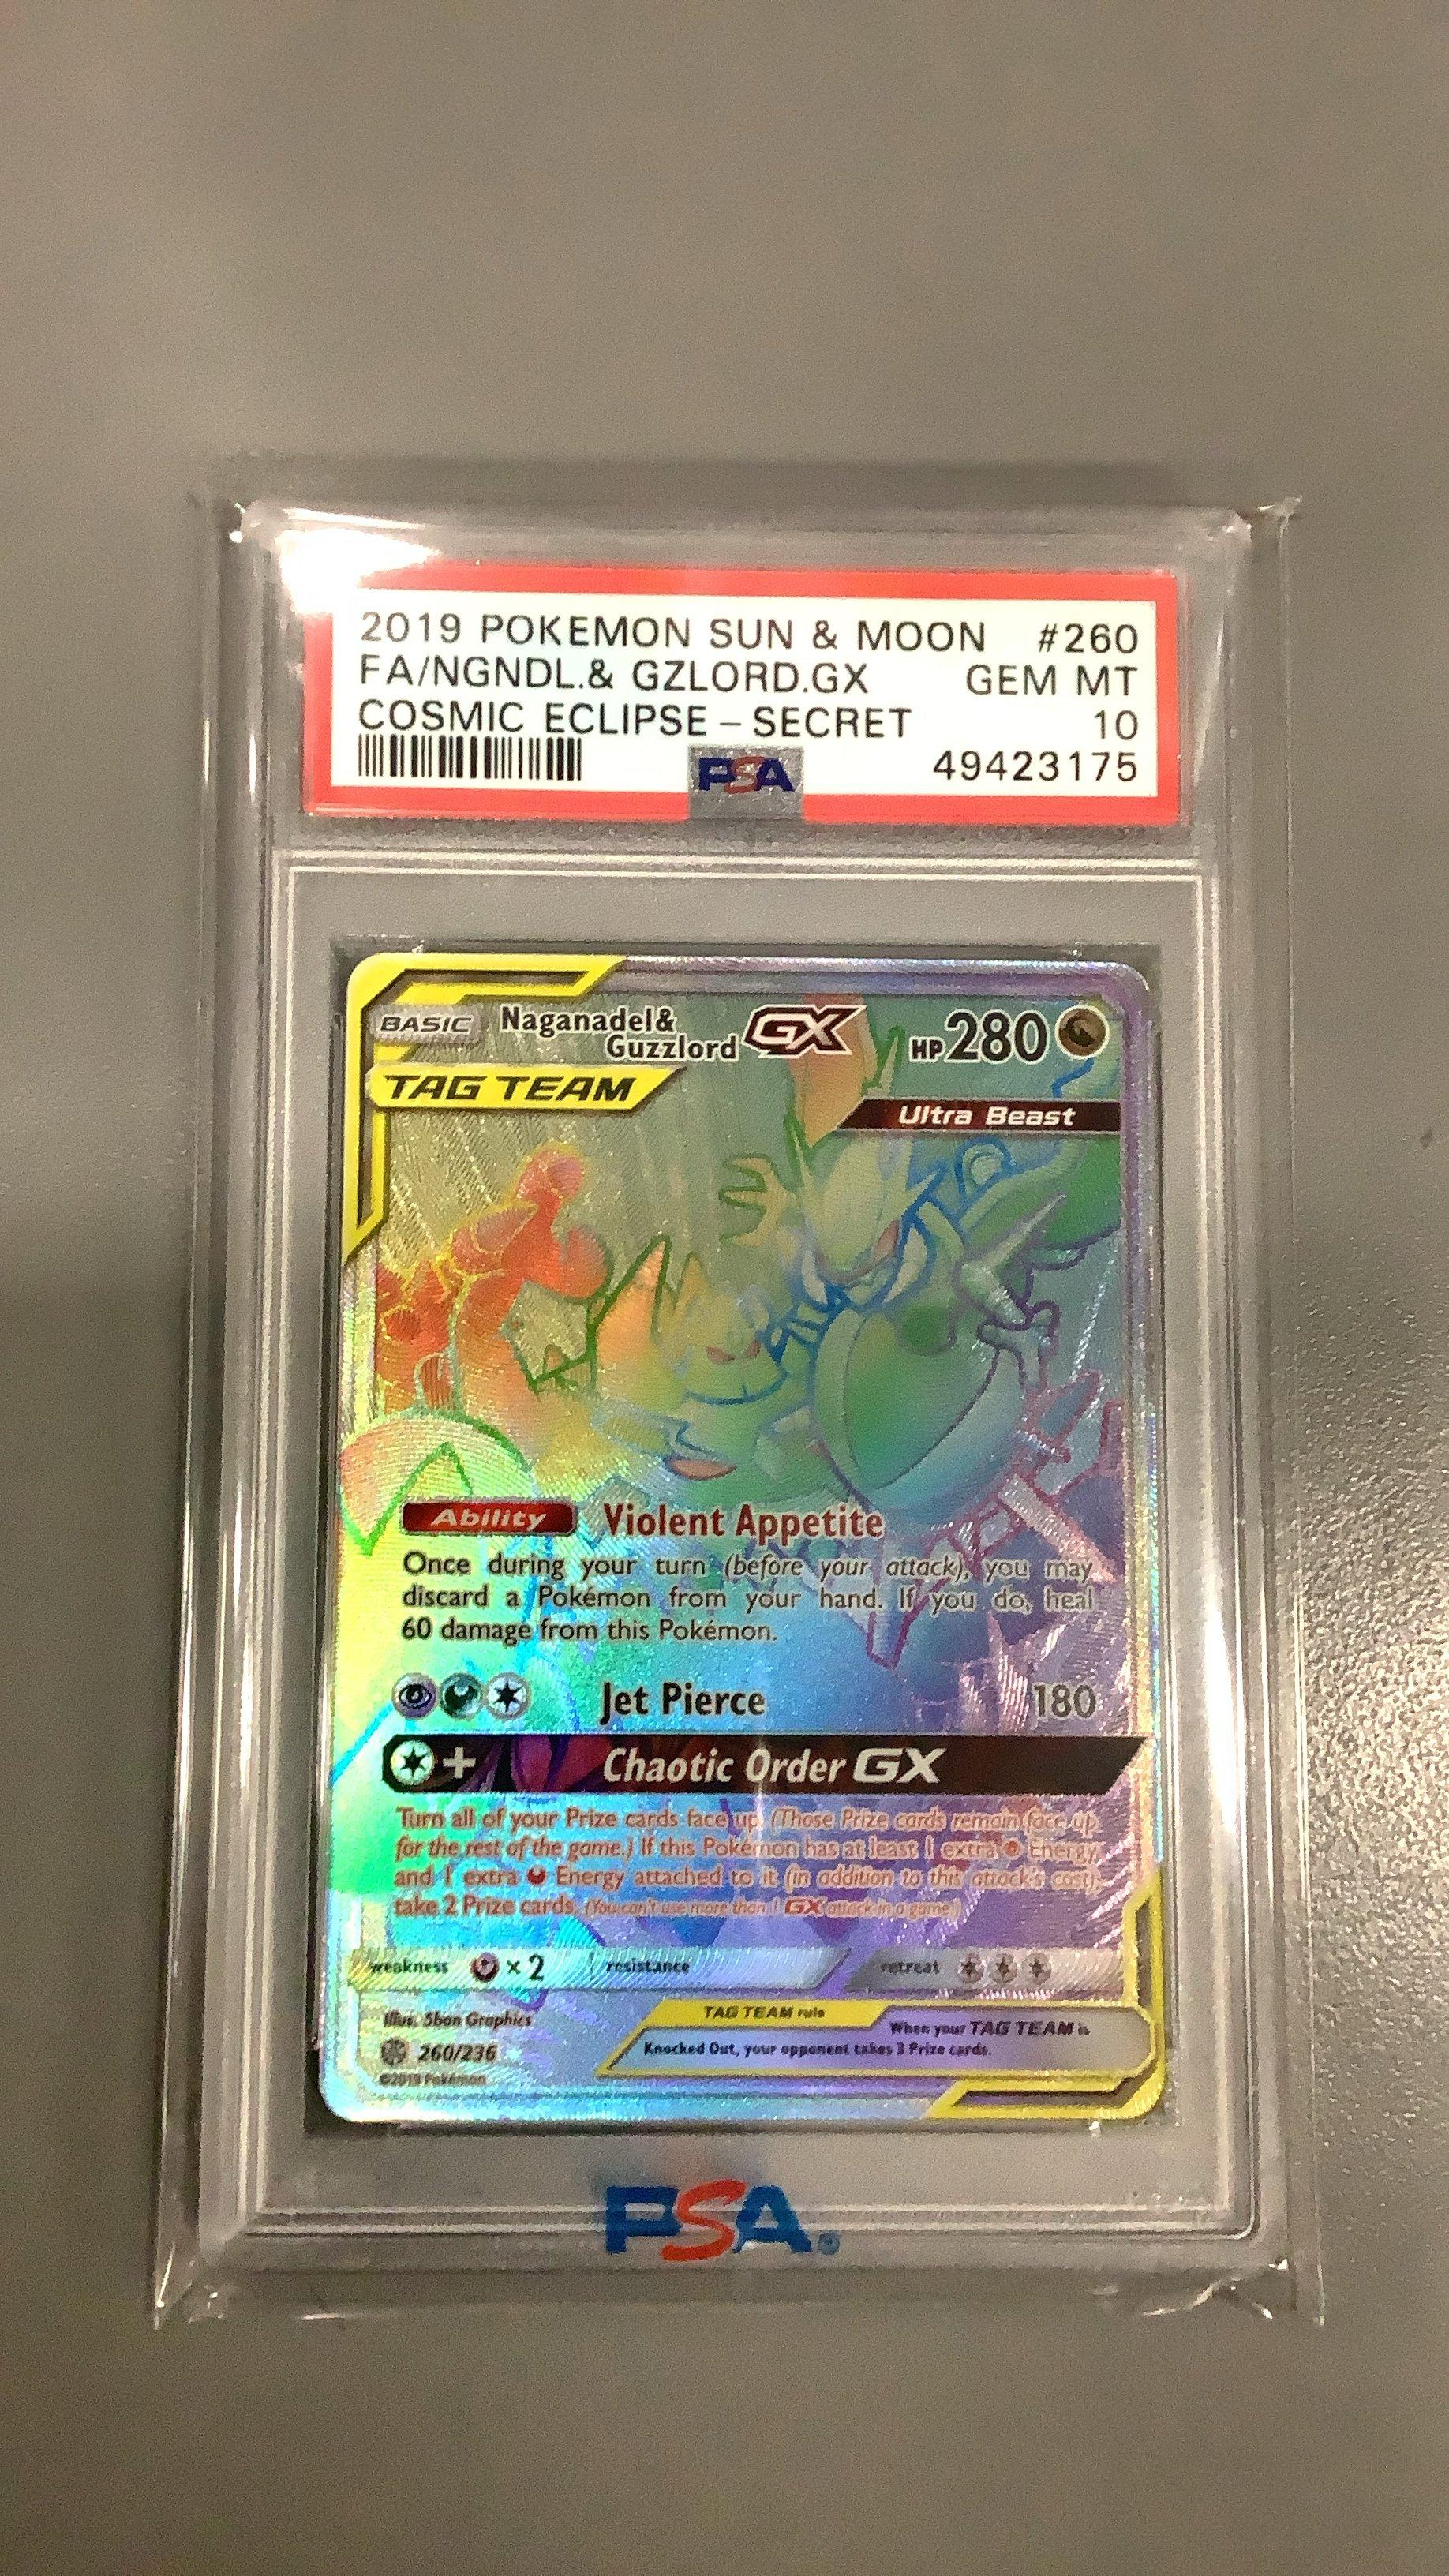 2019 POKEMON SUN & MOON #260
FA/NGNDL.& GZLORD.GX GEM MT
COSMIC ECLIPSE – SECRET 10
PSA 49423175
BASIC Naganadel& Guzzlord GX HP280
TAG TEAM
Ultra Beast
Ability Violent Appetite
Once during your turn (before your attack), you may
discard a Pokémon from your hand. If you do, heal
60 damage from this Pokémon.
Jet Pierce 180
+ Chaotic Order GX
Turn all of your Prize cards face up. (Those Prize cards remain face up
for the rest of the game.) If this Pokémon has at least 1 extra Energy
and 1 extra Energy attached to it (in addition to this attack's cost),
take 2 Prize cards. (You can't use more than 1 GX attack in a game.)
weakness ×2 resistance retreat
Illus. 5ban Graphics
TAG TEAM rule
When your TAG TEAM is
Knocked Out, your opponent takes 3 Prize cards.
260/236
©2019 Pokémon
PSA®